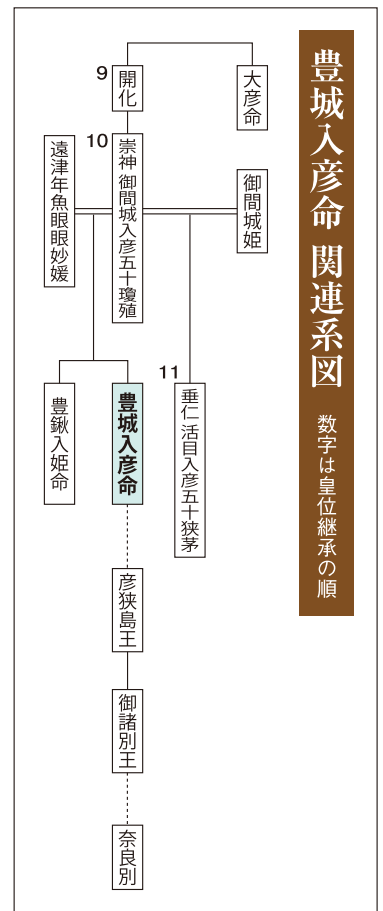 豊城入彦命 関連系図
数字は皇位継承の順
大彦命
9
開化
御間城姫
10
崇神 御間城入彦五十瓊殖
遠津年魚眼眼妙媛
11
垂仁 活目入彦五十狭茅
豊城入彦命
豊鍬入姫命
彦狭島王
御諸別王
奈良別